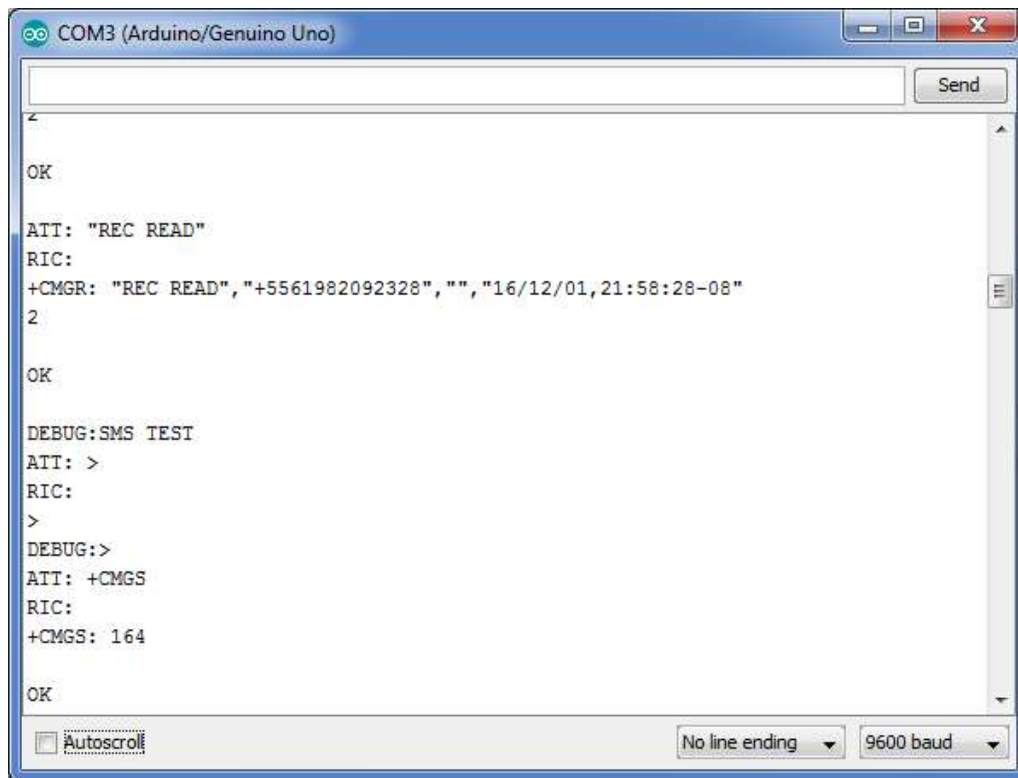 COM3 (Arduino/Genuino Uno)
Send
2
OK
ATT: "REC READ"
RIC:
+CMGR: "REC READ","+5561982092328","","16/12/01,21:58:28-08"
2
OK
DEBUG:SMS TEST
ATT: >
RIC:
>
DEBUG:>
ATT: +CMGS
RIC:
+CMGS: 164
OK
Autoscroll
No line ending
9600 baud